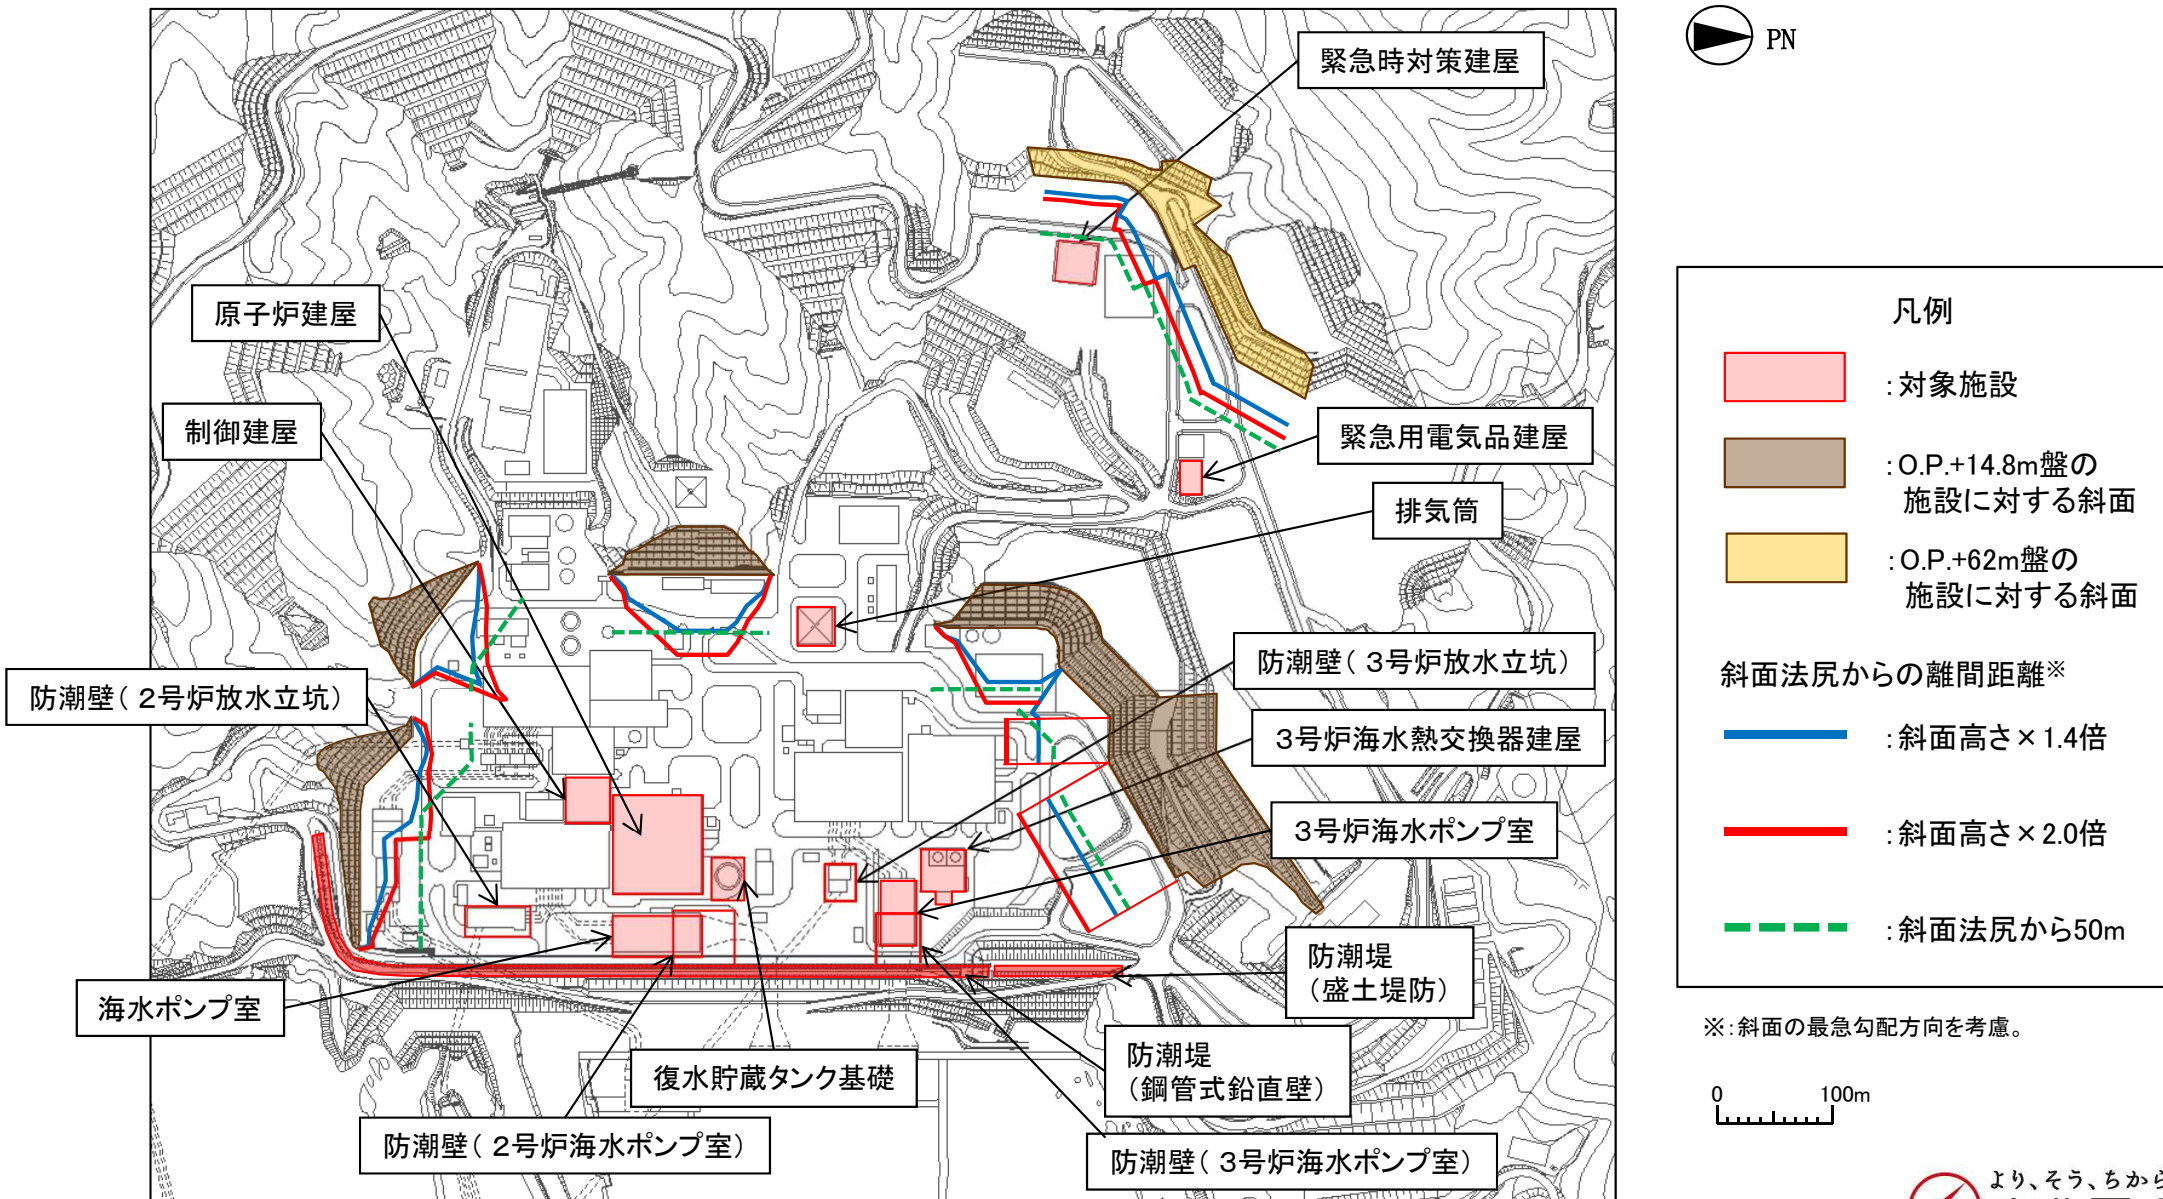 PN
緊急時対策建屋
原子炉建屋
制御建屋
緊急用電気品建屋
排気筒
防潮壁(2号炉放水立坑)
防潮壁(3号炉放水立坑)
3号炉海水熱交換器建屋
3号炉海水ポンプ室
防潮堤
(盛土堤防)
海水ポンプ室
復水貯蔵タンク基礎
防潮堤
(鋼管式鉛直壁)
防潮壁(2号炉海水ポンプ室)
防潮壁(3号炉海水ポンプ室)
凡例
:対象施設
:O.P.+14.8m盤の
施設に対する斜面
:O.P.+62m盤の
施設に対する斜面
斜面法尻からの離間距離※
:斜面高さ×1.4倍
:斜面高さ×2.0倍
:斜面法尻から50m
※:斜面の最急勾配方向を考慮。
0 100m
より、そう、ちから